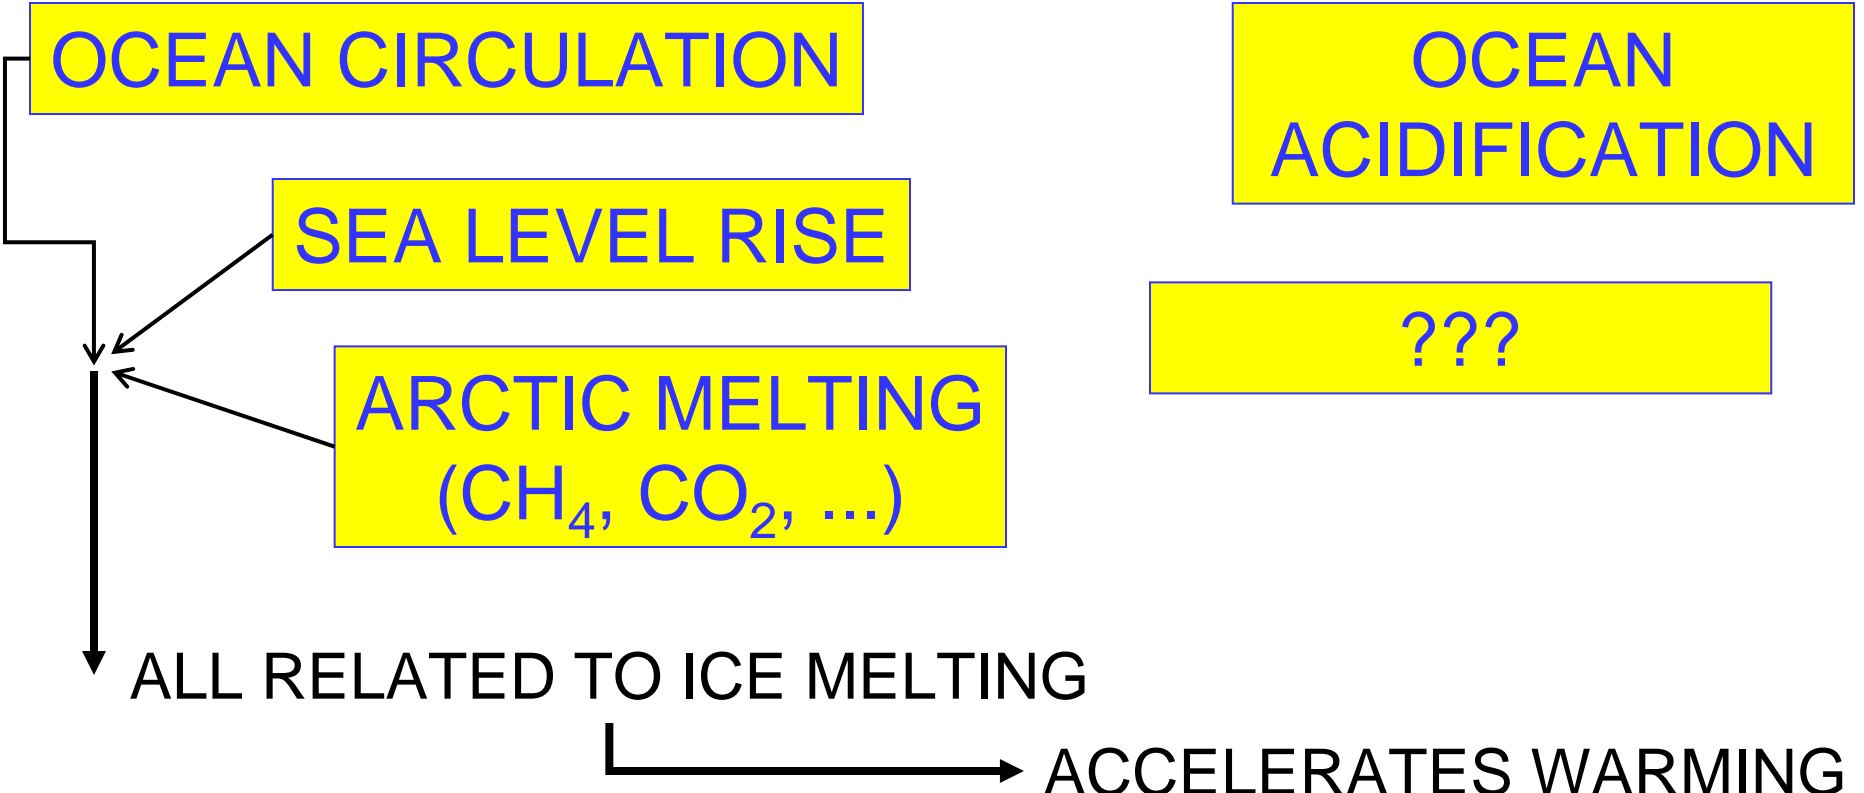 OCEAN CIRCULATION
OCEAN
ACIDIFICATION
SEA LEVEL RISE
???
ARCTIC MELTING
(CH₄, CO₂, ...)
ALL RELATED TO ICE MELTING
ACCELERATES WARMING